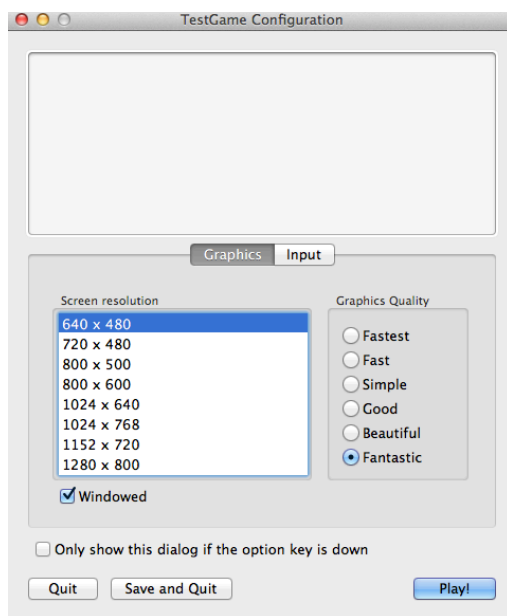 TestGame Configuration
Graphics Input
Screen resolution
640 x 480
720 x 480
800 x 500
800 x 600
1024 x 640
1024 x 768
1152 x 720
1280 x 800
Windowed
Graphics Quality
Fastest
Fast
Simple
Good
Beautiful
Fantastic
Only show this dialog if the option key is down
Quit Save and Quit Play!